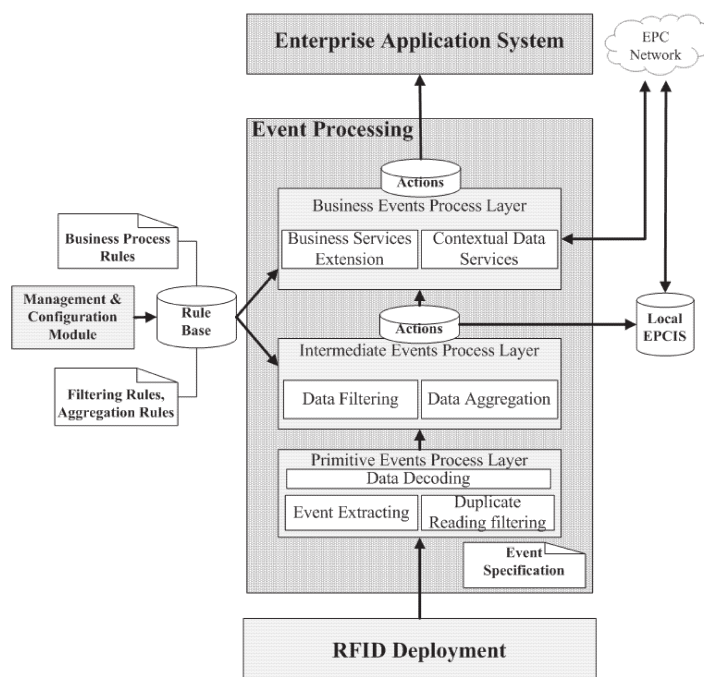 Enterprise Application System
EPC
Network
Event Processing
Actions
Business Events Process Layer
Business Services
Extension
Contextual Data
Services
Business Process
Rules
Management &
Configuration
Module
Rule
Base
Filtering Rules,
Aggregation Rules
Actions
Local
EPCIS
Intermediate Events Process Layer
Data Filtering
Data Aggregation
Primitive Events Process Layer
Data Decoding
Event Extracting
Duplicate
Reading filtering
Event
Specification
RFID Deployment